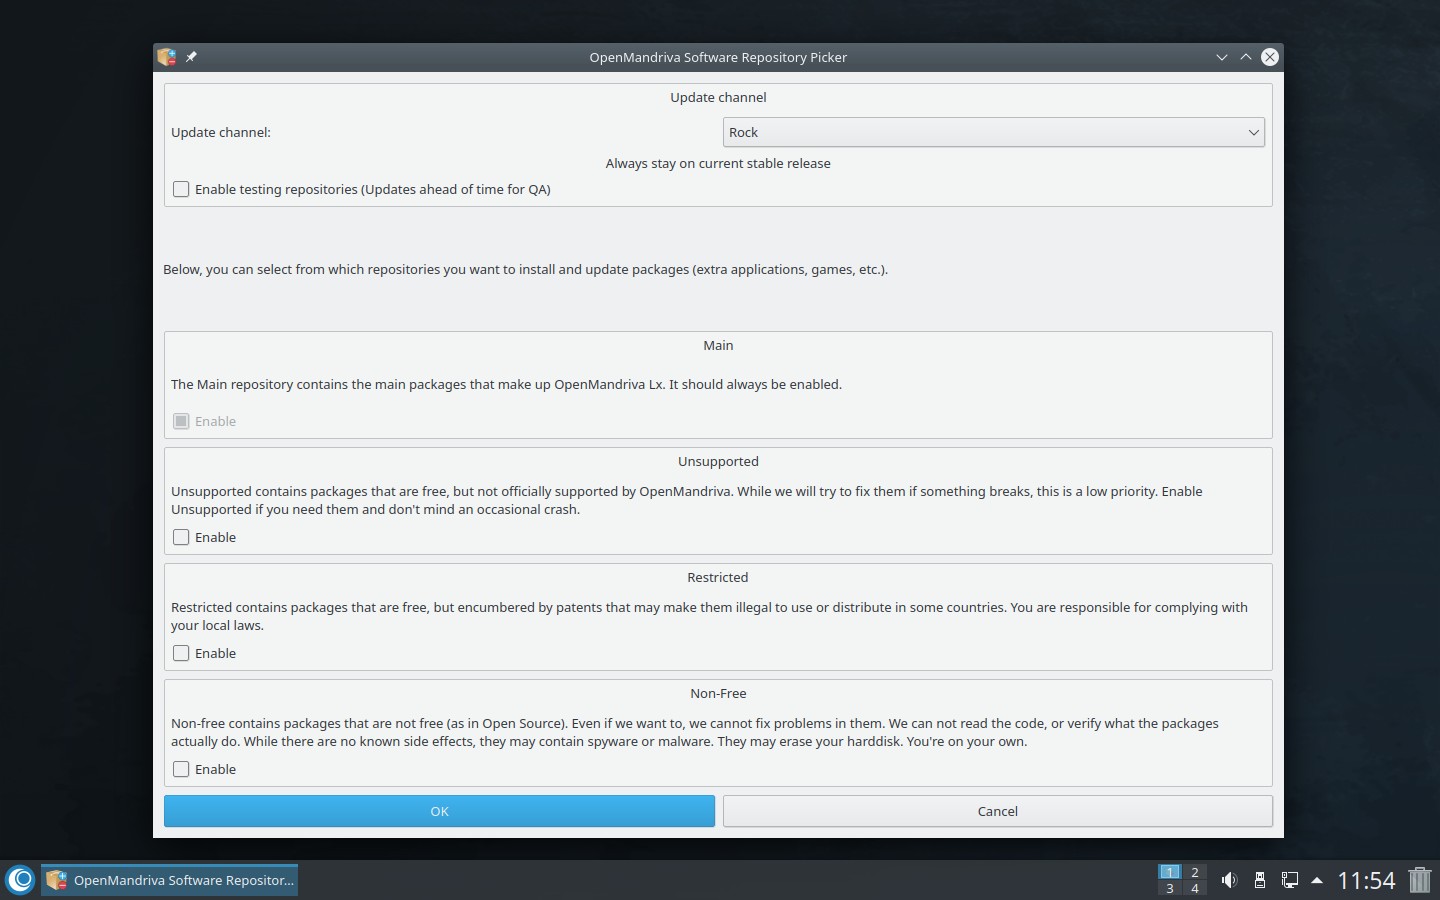 OpenMandriva Software Repository Picker
Update channel
Update channel:
Rock
Always stay on current stable release
Enable testing repositories (Updates ahead of time for QA)
Below, you can select from which repositories you want to install and update packages (extra applications, games, etc.).
Main
The Main repository contains the main packages that make up OpenMandriva Lx. It should always be enabled.
Enable
Unsupported
Unsupported contains packages that are free, but not officially supported by OpenMandriva. While we will try to fix them if something breaks, this is a low priority. Enable
Unsupported if you need them and don't mind an occasional crash.
Enable
Restricted
Restricted contains packages that are free, but encumbered by patents that may make them illegal to use or distribute in some countries. You are responsible for complying with
your local laws.
Enable
Non-Free
Non-free contains packages that are not free (as in Open Source). Even if we want to, we cannot fix problems in them. We can not read the code, or verify what the packages
actually do. While there are no known side effects, they may contain spyware or malware. They may erase your harddisk. You're on your own.
Enable
OK
Cancel
OpenMandriva Software Repositor...
1 2
3 4
11:54